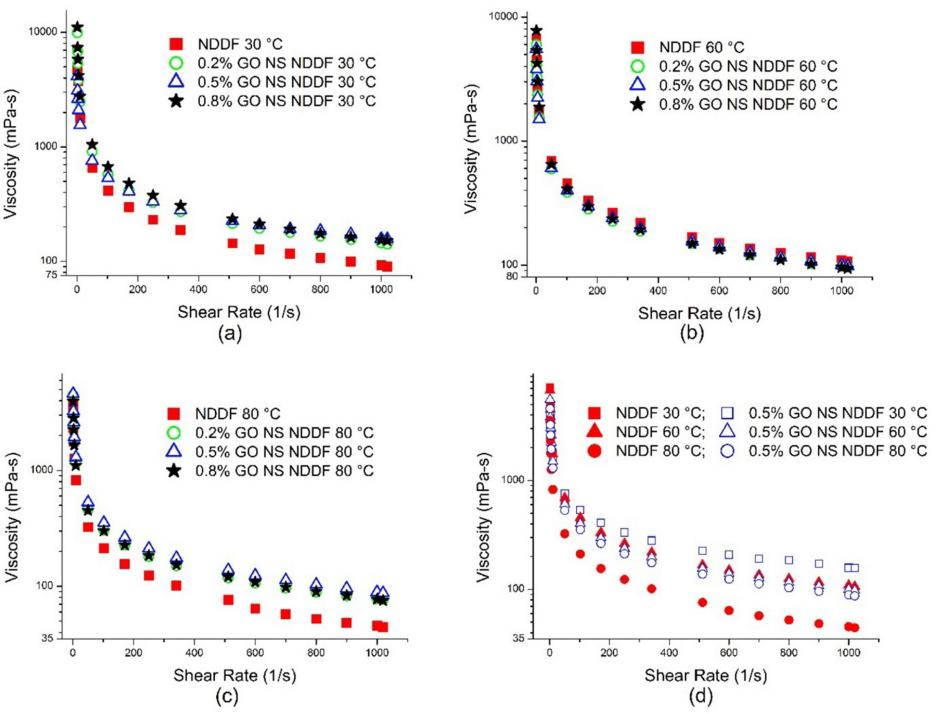 10000
1000
100
75
Viscosity (mPa-s)
NDDF 30 °C
0.2% GO NS NDDF 30 °C
0.5% GO NS NDDF 30 °C
0.8% GO NS NDDF 30 °C
0 200 400 600 800 1000
Shear Rate (1/s)
(a)
10000
1000
100
80
Viscosity (mPa-s)
NDDF 60 °C
0.2% GO NS NDDF 60 °C
0.5% GO NS NDDF 60 °C
0.8% GO NS NDDF 60 °C
0 200 400 600 800 1000
Shear Rate (1/s)
(b)
1000
100
35
Viscosity (mPa-s)
NDDF 80 °C
0.2% GO NS NDDF 80 °C
0.5% GO NS NDDF 80 °C
0.8% GO NS NDDF 80 °C
0 200 400 600 800 1000
Shear Rate (1/s)
(c)
1000
100
35
Viscosity (mPa-s)
NDDF 30 °C; 0.5% GO NS NDDF 30 °C
NDDF 60 °C; 0.5% GO NS NDDF 60 °C
NDDF 80 °C; 0.5% GO NS NDDF 80 °C
0 200 400 600 800 1000
Shear Rate (1/s)
(d)